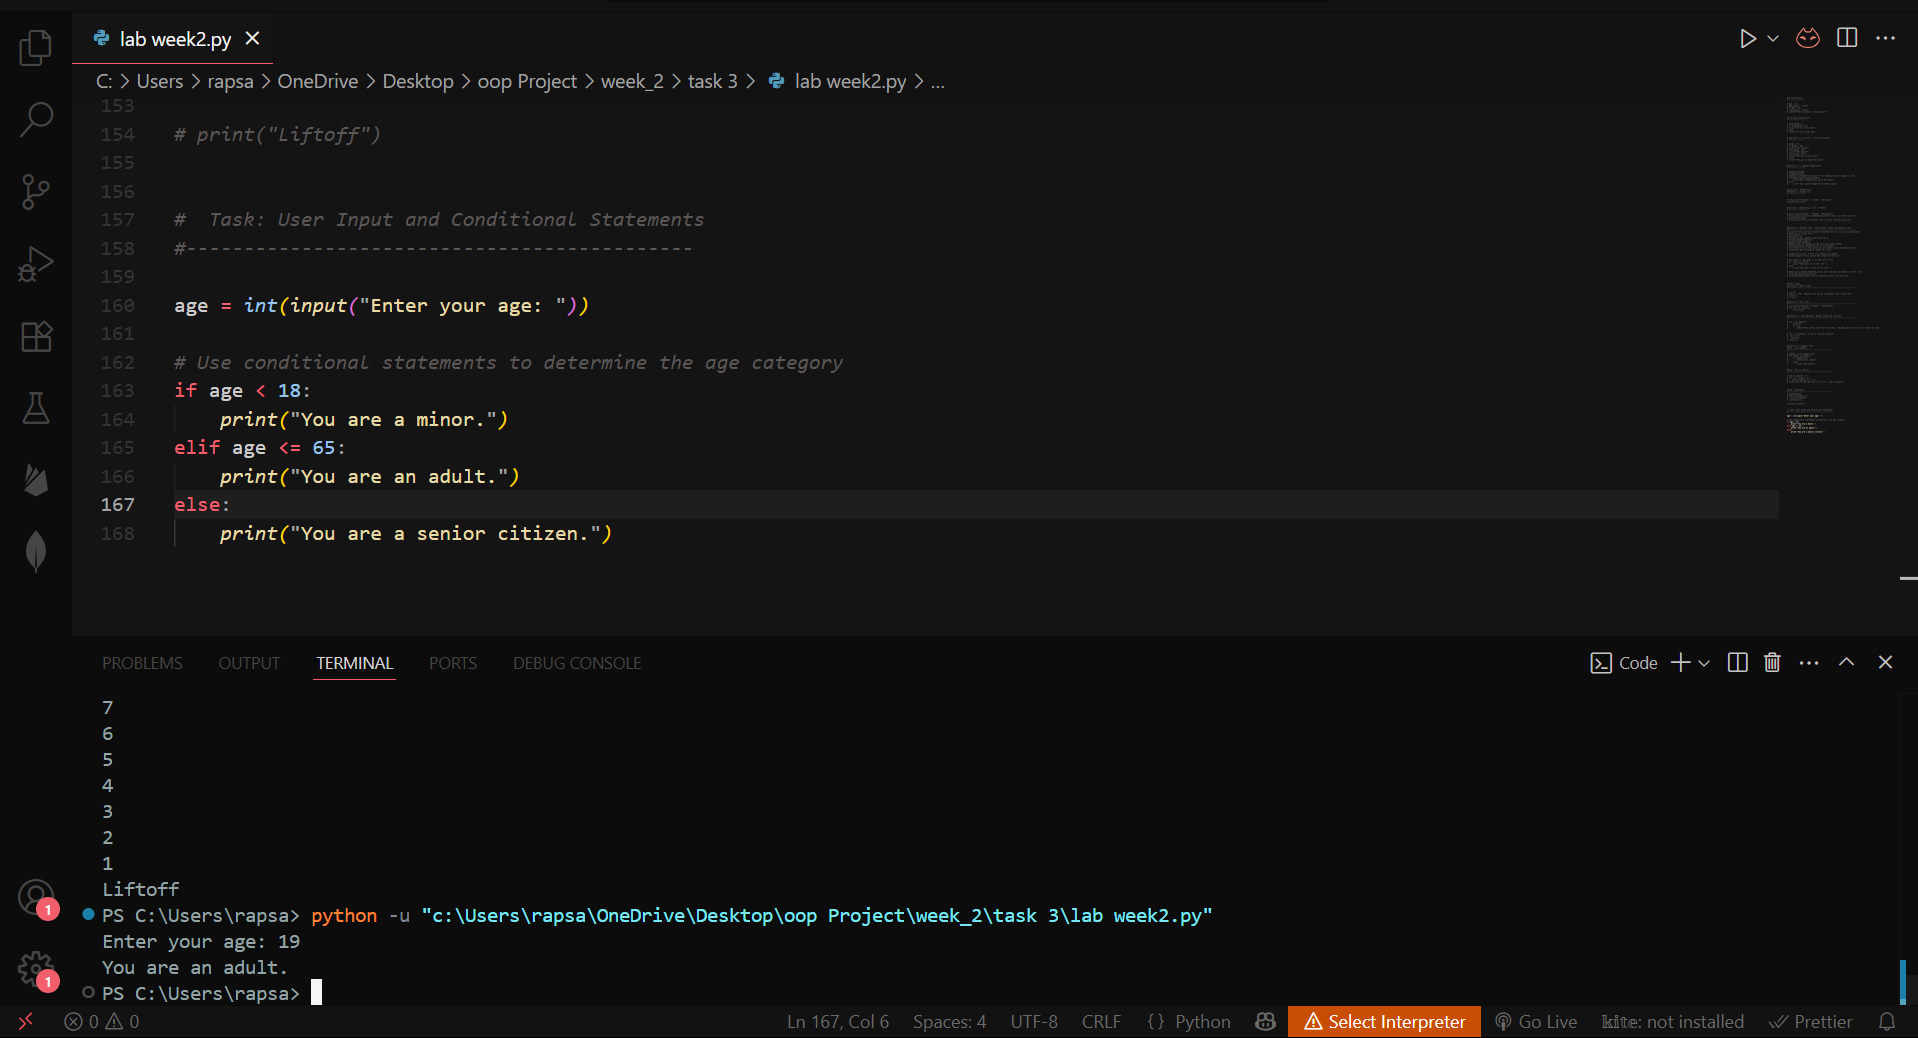 lab week2.py
C: > Users > rapsa > OneDrive > Desktop > oop Project > week_2 > task 3 > lab week2.py > ...
153
154 # print("Liftoff")
155
156
157 #  Task: User Input and Conditional Statements
158 #--------------------------------------------
159
160 age = int(input("Enter your age: "))
161
162 # Use conditional statements to determine the age category
163 if age < 18:
164     print("You are a minor.")
165 elif age <= 65:
166     print("You are an adult.")
167 else:
168     print("You are a senior citizen.")
PROBLEMS OUTPUT TERMINAL PORTS DEBUG CONSOLE Code
7
6
5
4
3
2
1
Liftoff
PS C:\Users\rapsa> python -u "c:\Users\rapsa\OneDrive\Desktop\oop Project\week_2\task 3\lab week2.py"
Enter your age: 19
You are an adult.
PS C:\Users\rapsa>
1
1
0 0 Ln 167, Col 6 Spaces: 4 UTF-8 CRLF {} Python Select Interpreter Go Live kite: not installed Prettier